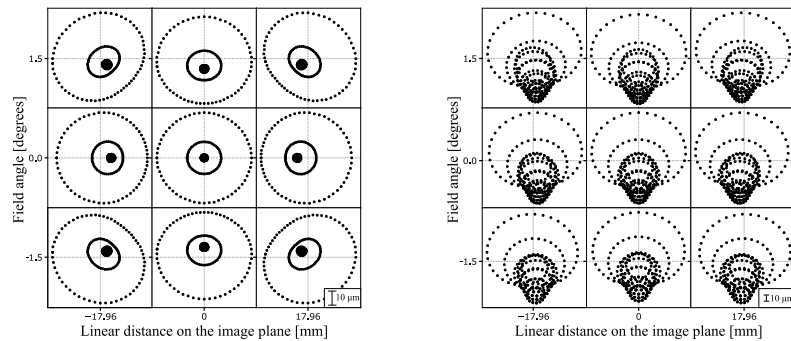 Field angle [degrees]
1.5
0.0
-1.5
−17.96
0
17.96
10 μm
Linear distance on the image plane [mm]
Field angle [degrees]
1.5
0.0
-1.5
−17.96
0
17.96
10 μm
Linear distance on the image plane [mm]